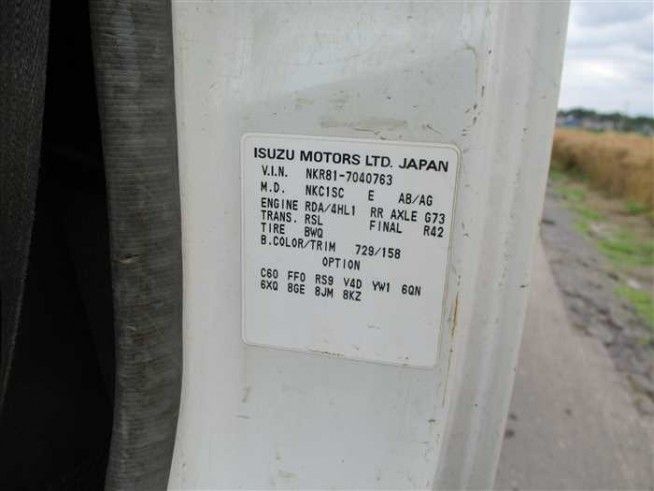 ISUZU MOTORS LTD. JAPAN
V.I.N. NKR81-7040763
M.D. NKC1SC E AB/AG
ENGINE RDA/4HL1 RR AXLE G73
TRANS. RSL FINAL R42
TIRE BWQ
B.COLOR/TRIM 729/158
OPTION
C60 FF0 RS9 V4D YW1 6QN
6XQ 8GE 8JM 8KZ